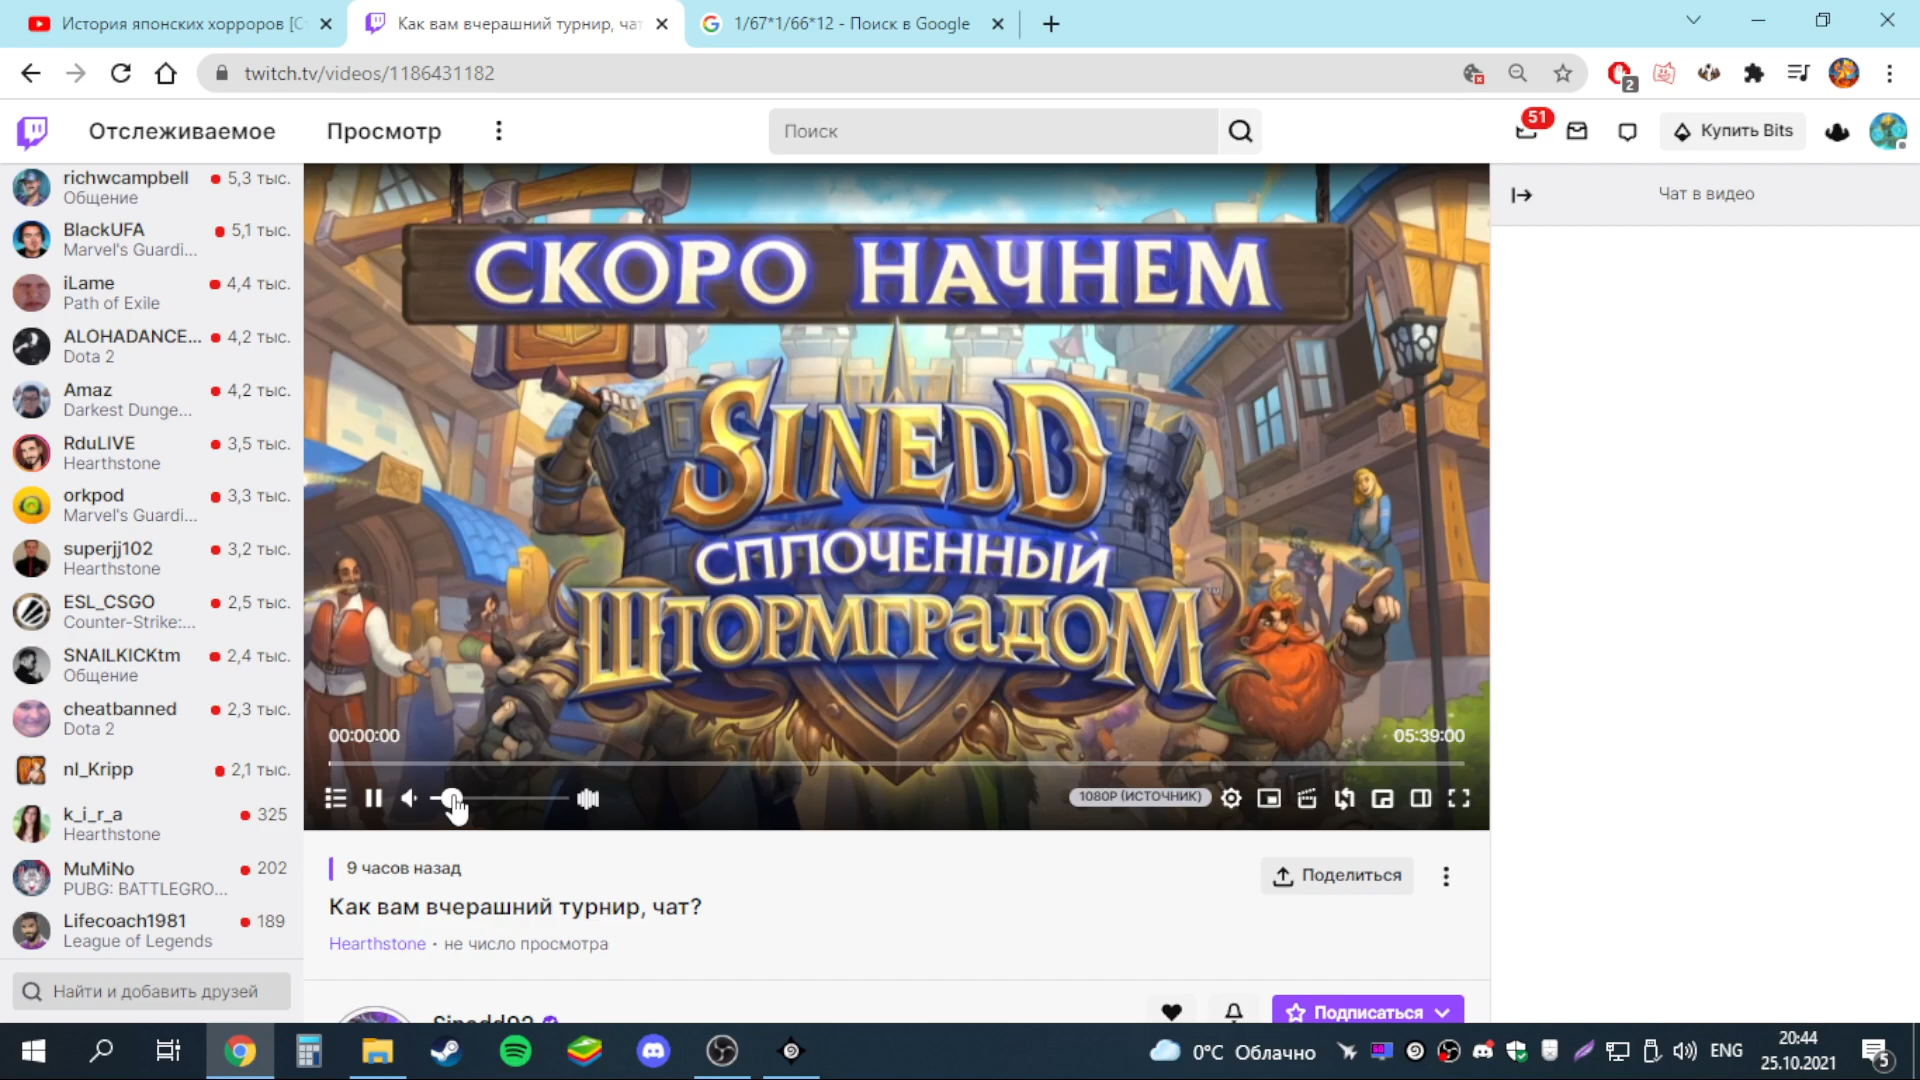 История японских хорроров [С
Как вам вчерашний турнир, ча
1/67*1/66*12 - Поиск в Google
twitch.tv/videos/1186431182
2
Отслеживаемое
Просмотр
Поиск
51
Купить Bits
richwcampbell
5,3 тыс.
Общение
BlackUFA
5,1 тыс.
Marvel's Guardi...
iLame
4,4 тыс.
Path of Exile
ALOHADANCE...
4,2 тыс.
Dota 2
Amaz
4,2 тыс.
Darkest Dunge...
RduLIVE
3,5 тыс.
Hearthstone
orkpod
3,3 тыс.
Marvel's Guardi...
superjj102
3,2 тыс.
Hearthstone
ESL_CSGO
2,5 тыс.
Counter-Strike:...
SNAILKICKtm
2,4 тыс.
Общение
cheatbanned
2,3 тыс.
Dota 2
nl_Kripp
2,1 тыс.
k_i_r_a
325
Hearthstone
MuMiNo
202
PUBG: BATTLEGRO...
Lifecoach1981
189
League of Legends
Найти и добавить друзей
СКОРО НАЧНЕМ
SINEDD
СПЛОЧЕННЫЙ
ШТОРМГРАДОМ
00:00:00
05:39:00
1080P (ИСТОЧНИК)
Чат в видео
9 часов назад
Поделиться
Как вам вчерашний турнир, чат?
Hearthstone • не число просмотра
Подписаться
0°C Облачно
60
ENG
20:44
25.10.2021
5